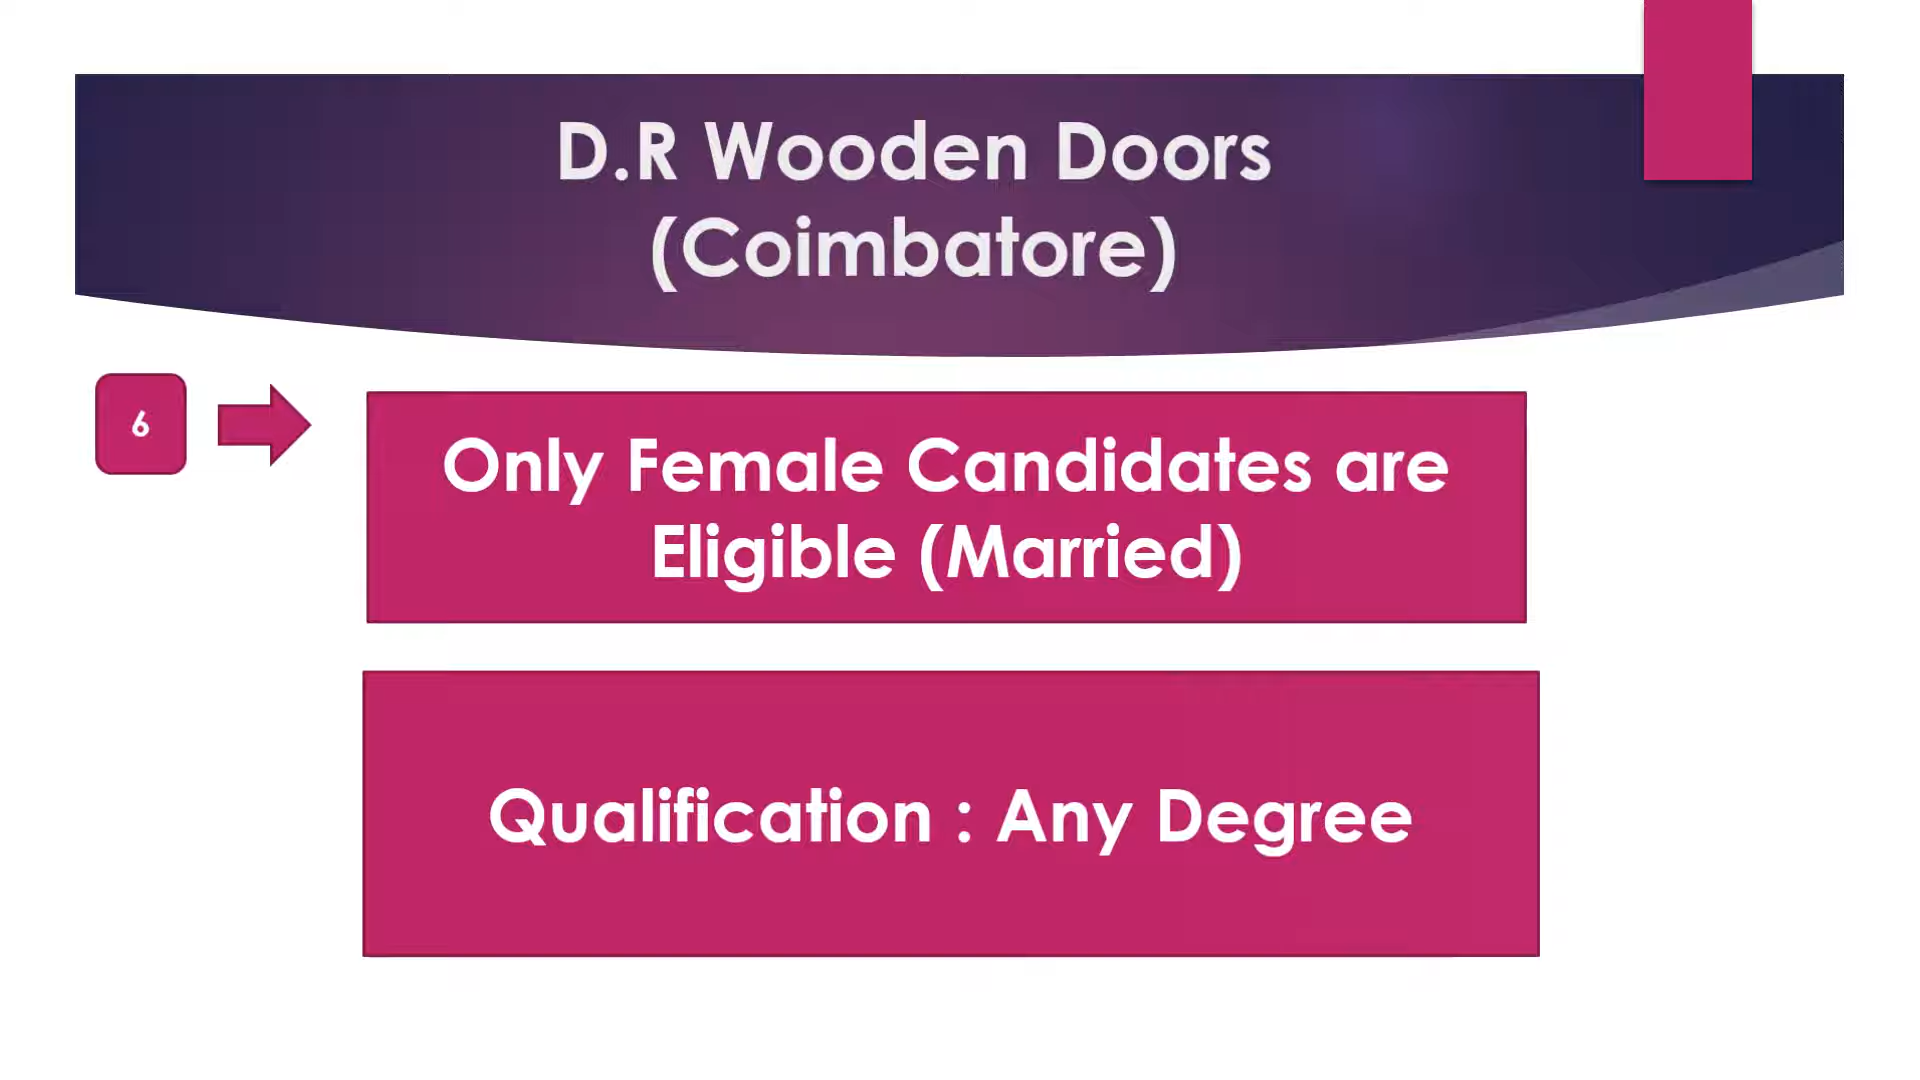 D.R Wooden Doors
(Coimbatore)
6
Only Female Candidates are
Eligible (Married)
Qualification : Any Degree